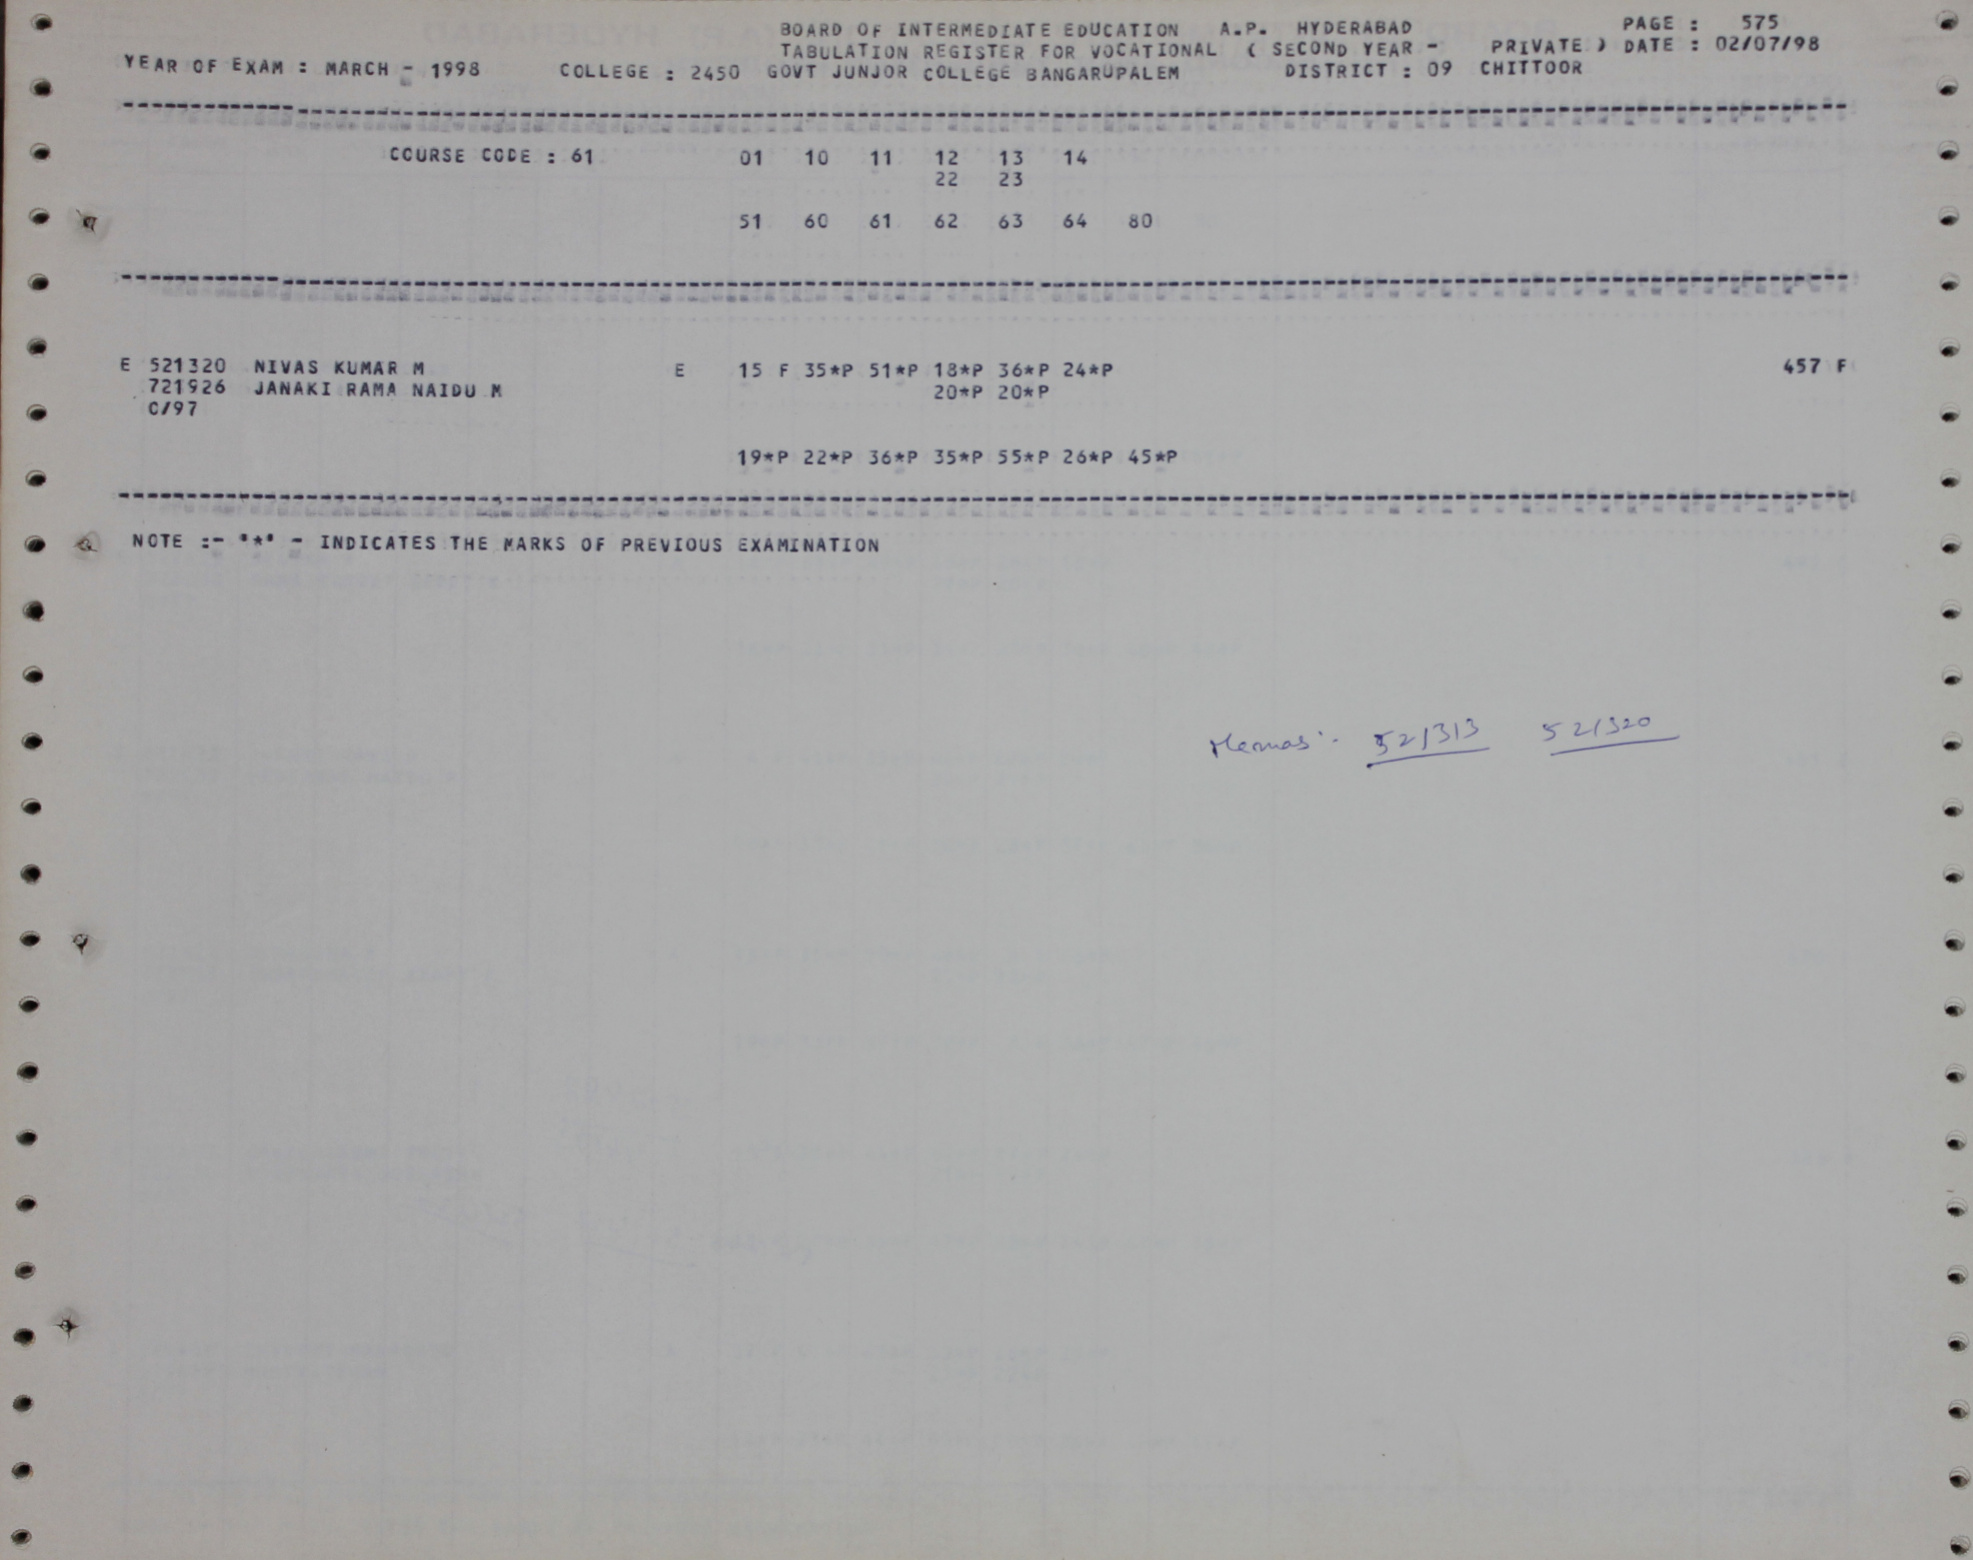 BOARD OF INTERMEDIATE EDUCATION A.P. HYDERABAD PAGE : 575
TABULATION REGISTER FOR VOCATIONAL ( SECOND YEAR - PRIVATE ) DATE : 02/07/98
YEAR OF EXAM : MARCH - 1998 COLLEGE : 2450 GOVT JUNJOR COLLEGE BANGARUPALEM DISTRICT : 09 CHITTOOR
COURSE CODE : 61 01 10 11 12 13 14
22 23
51 60 61 62 63 64 80
E 521320 NIVAS KUMAR M E 15 F 35*P 51*P 18*P 36*P 24*P 457 F
721926 JANAKI RAMA NAIDU M 20*P 20*P
C/97
19*P 22*P 36*P 35*P 55*P 26*P 45*P
NOTE :- "*" - INDICATES THE MARKS OF PREVIOUS EXAMINATION
Memos :- 521313 521320